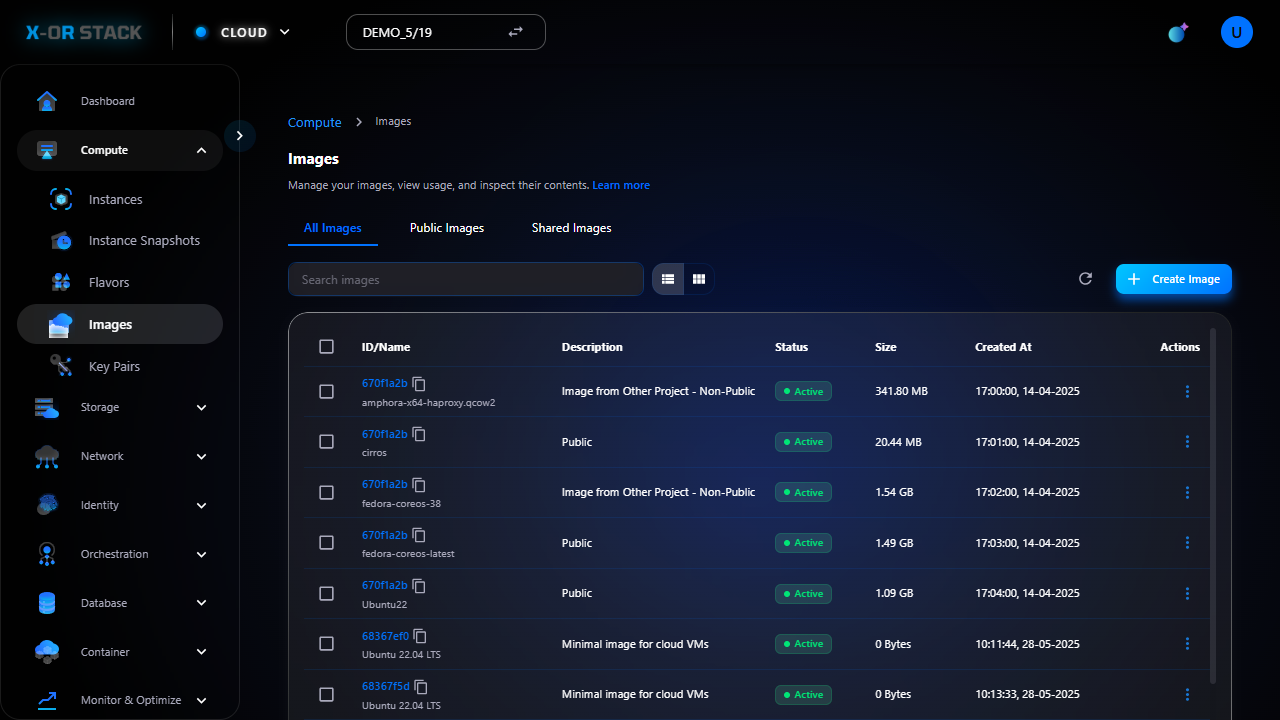 X-OR STACK
CLOUD
DEMO_5/19
U
Dashboard
Compute
Instances
Instance Snapshots
Flavors
Images
Key Pairs
Storage
Network
Identity
Orchestration
Database
Container
Monitor & Optimize
Compute > Images
Images
Manage your images, view usage, and inspect their contents. Learn more
All Images Public Images Shared Images
Search images
Create Image
ID/Name Description Status Size Created At Actions
670f1a2b
amphora-x64-haproxy.qcow2
Image from Other Project - Non-Public Active 341.80 MB 17:00:00, 14-04-2025
670f1a2b
cirros
Public Active 20.44 MB 17:01:00, 14-04-2025
670f1a2b
fedora-coreos-38
Image from Other Project - Non-Public Active 1.54 GB 17:02:00, 14-04-2025
670f1a2b
fedora-coreos-latest
Public Active 1.49 GB 17:03:00, 14-04-2025
670f1a2b
Ubuntu22
Public Active 1.09 GB 17:04:00, 14-04-2025
68367ef0
Ubuntu 22.04 LTS
Minimal image for cloud VMs Active 0 Bytes 10:11:44, 28-05-2025
68367f5d
Ubuntu 22.04 LTS
Minimal image for cloud VMs Active 0 Bytes 10:13:33, 28-05-2025